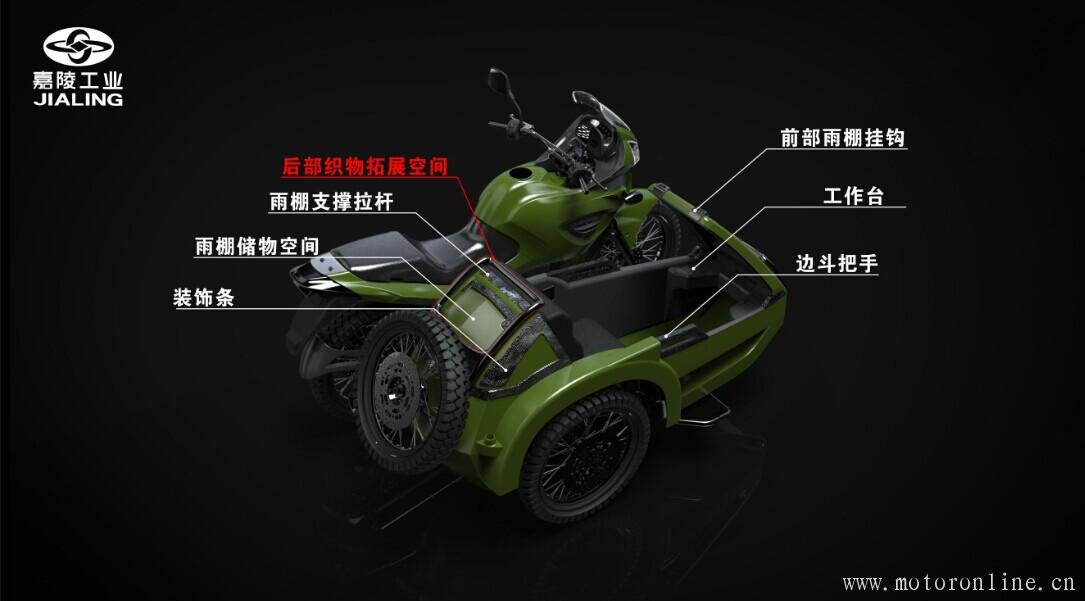 嘉陵工业
JIALING
后部织物拓展空间
雨棚支撑拉杆
雨棚储物空间
装饰条
前部雨棚挂钩
工作台
边斗把手
www.motoronline.cn